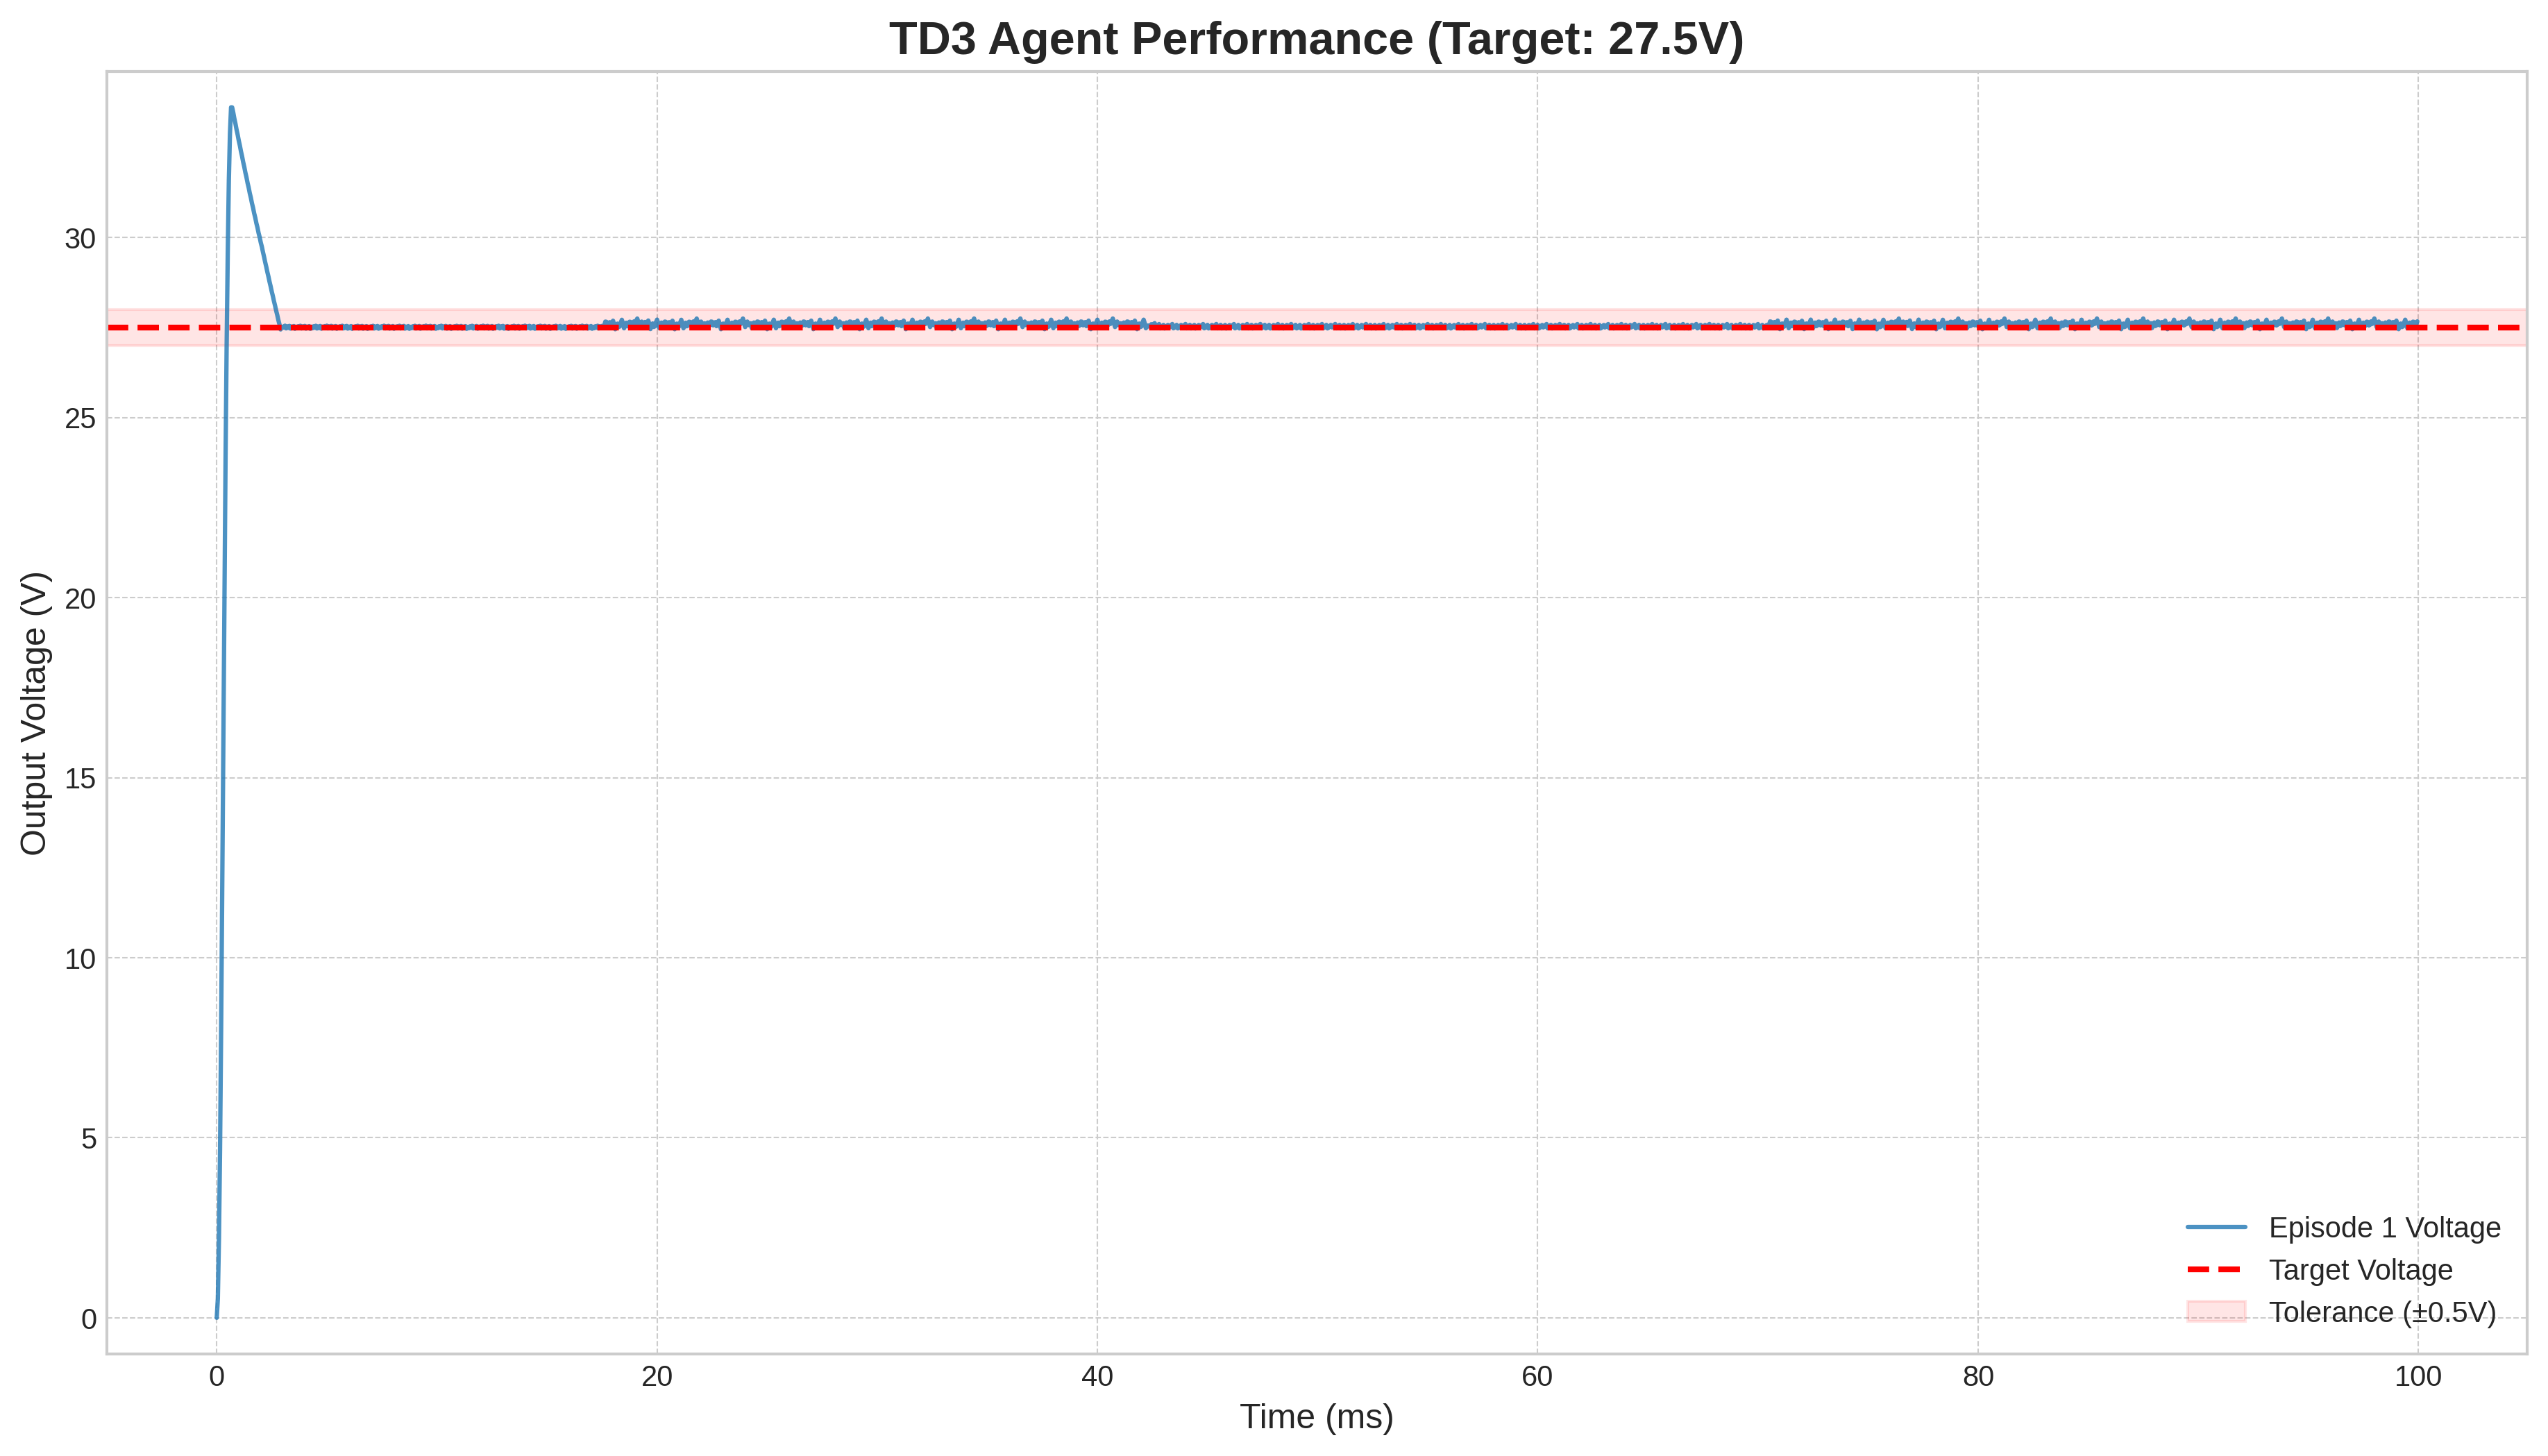 TD3 Agent Performance (Target: 27.5V)
Output Voltage (V)
30
25
20
15
10
5
0
0 20 40 60 80 100
Time (ms)
Episode 1 Voltage
Target Voltage
Tolerance (±0.5V)